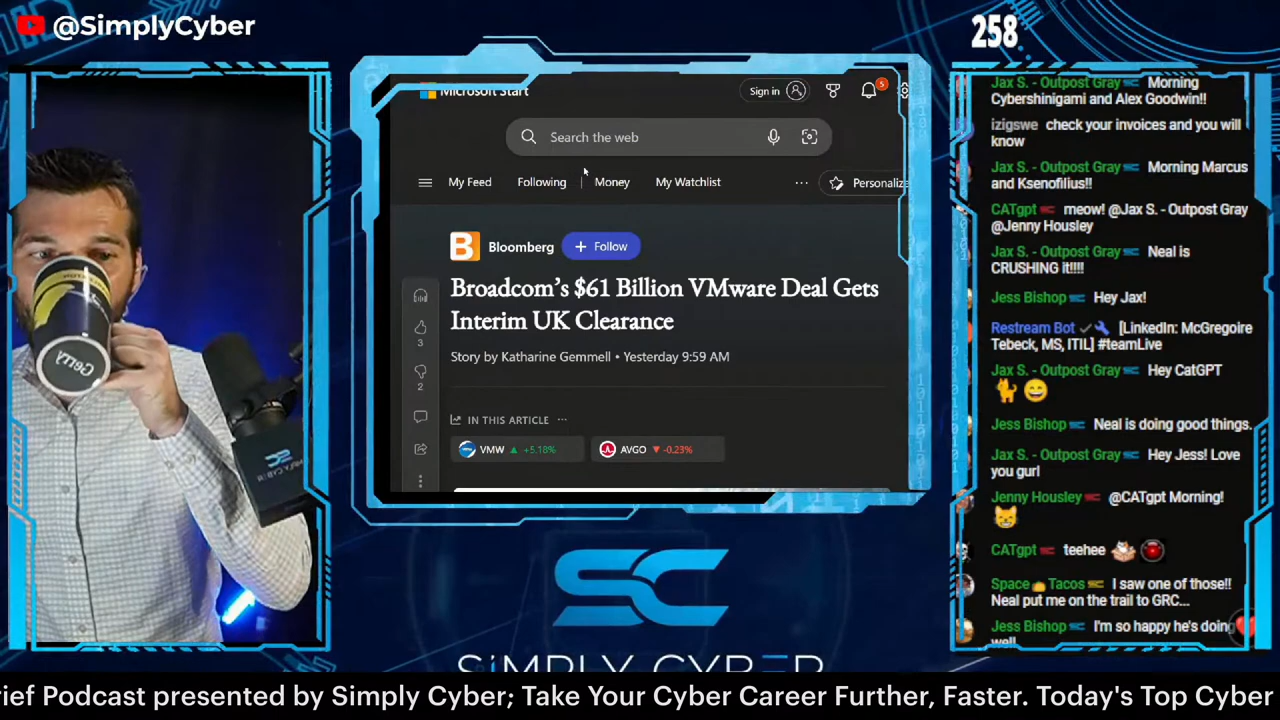 @SimplyCyber
258
Microsoft Start
Sign in
5
Search the web
My Feed
Following
Money
My Watchlist
...
Personalize
B Bloomberg
+ Follow
Broadcom's $61 Billion VMware Deal Gets
Interim UK Clearance
Story by Katharine Gemmell • Yesterday 9:59 AM
3
2
IN THIS ARTICLE ...
VMW ▲ +5.18%
AVGO ▼ -0.23%
Gerry
Jax S. - Outpost Gray Morning
Cybershinigami and Alex Goodwin!!
izigswe check your invoices and you will
know
Jax S. - Outpost Gray Morning Marcus
and Ksenofilius!!
CATgpt meow! @Jax S. - Outpost Gray
@Jenny Housley
Jax S. - Outpost Gray Neal is
CRUSHING it!!!!
Jess Bishop Hey Jax!
Restream Bot [LinkedIn: McGregoire
Tebeck, MS, ITIL] #teamLive
Jax S. - Outpost Gray Hey CatGPT
🐈 😄
Jess Bishop Neal is doing good things.
Jax S. - Outpost Gray Hey Jess! Love
you gur!
Jenny Housley @CATgpt Morning!
😸
CATgpt teehee
Space 🌮 Tacos I saw one of those!!
Neal put me on the trail to GRC...
Jess Bishop I'm so happy he's doing
well
SC
SIMPLY CYBER
rief Podcast presented by Simply Cyber; Take Your Cyber Career Further, Faster. Today's Top Cyber